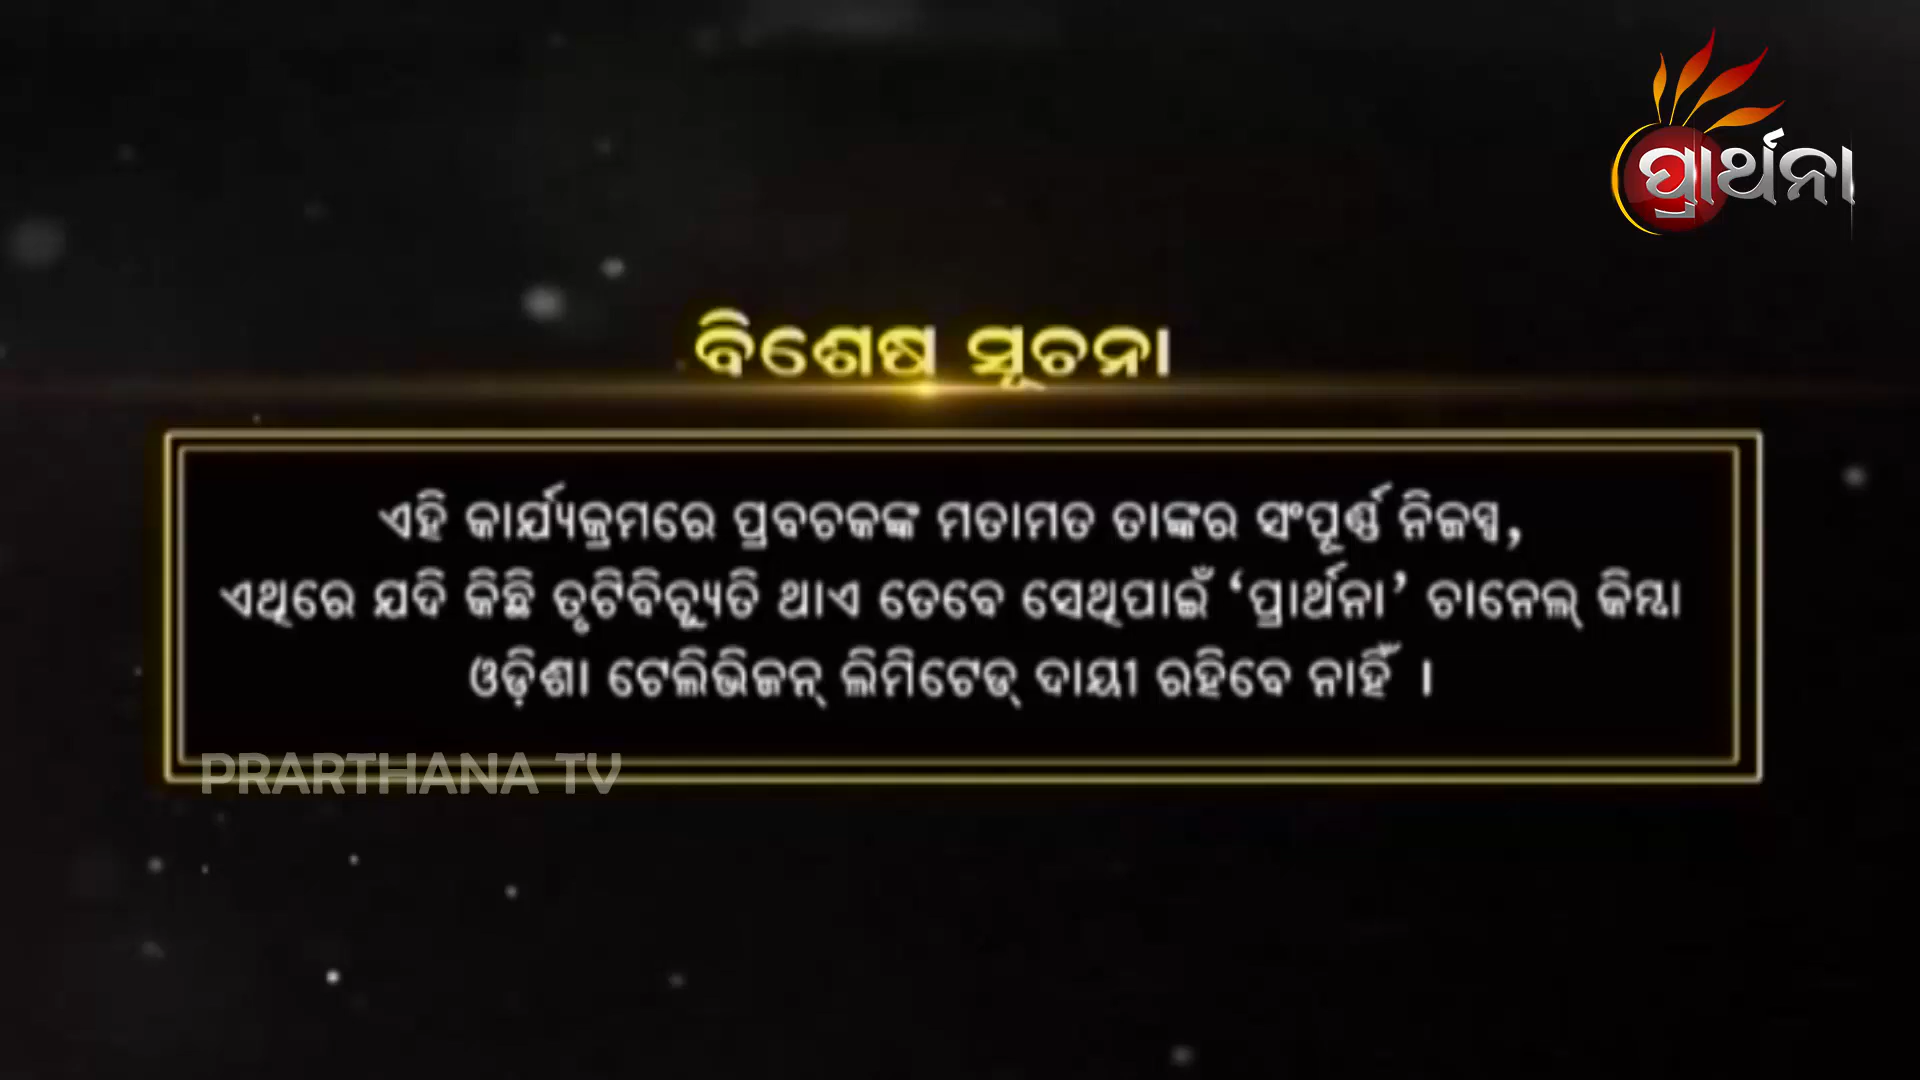 ପ୍ରାର୍ଥନା
ବିଶେଷ ସୂଚନା
ଏହି କାର୍ଯ୍ୟକ୍ରମରେ ପ୍ରବଚକଙ୍କ ମତାମତ ତାଙ୍କର ସଂପୂର୍ଣ୍ଣ ନିଜସ୍ୱ,
ଏଥିରେ ଯଦି କିଛି ତୃଟିବିଚ୍ୟୁତି ଥାଏ ତେବେ ସେଥିପାଇଁ ‘ପ୍ରାର୍ଥନା’ ଚାନେଲ୍ କିମ୍ବା
ଓଡ଼ିଶା ଟେଲିଭିଜନ୍ ଲିମିଟେଡ୍ ଦାୟୀ ରହିବେ ନାହିଁ ।
PRARTHANA TV